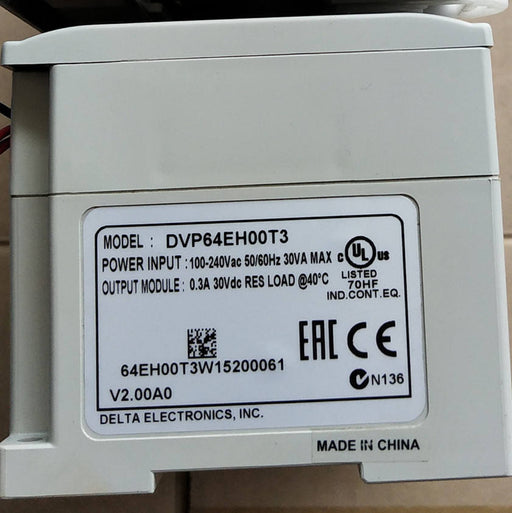 MODEL : DVP64EH00T3
POWER INPUT : 100-240Vac 50/60Hz 30VA MAX
OUTPUT MODULE : 0.3A 30Vdc RES LOAD @40°C
c UL us
LISTED
70HF
IND.CONT.EQ.
EAC CE
64EH00T3W15200061
N136
V2.00A0
DELTA ELECTRONICS, INC.
MADE IN CHINA